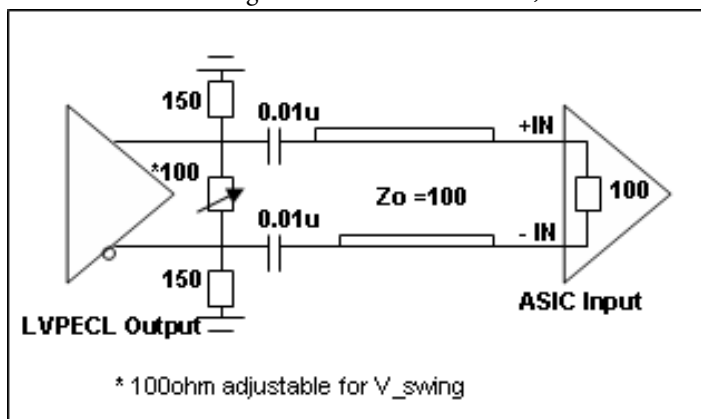 150
0.01u
+IN
*100
Zo =100
100
0.01u
- IN
150
ASIC Input
LVPECL Output
* 100ohm adjustable for V_swing